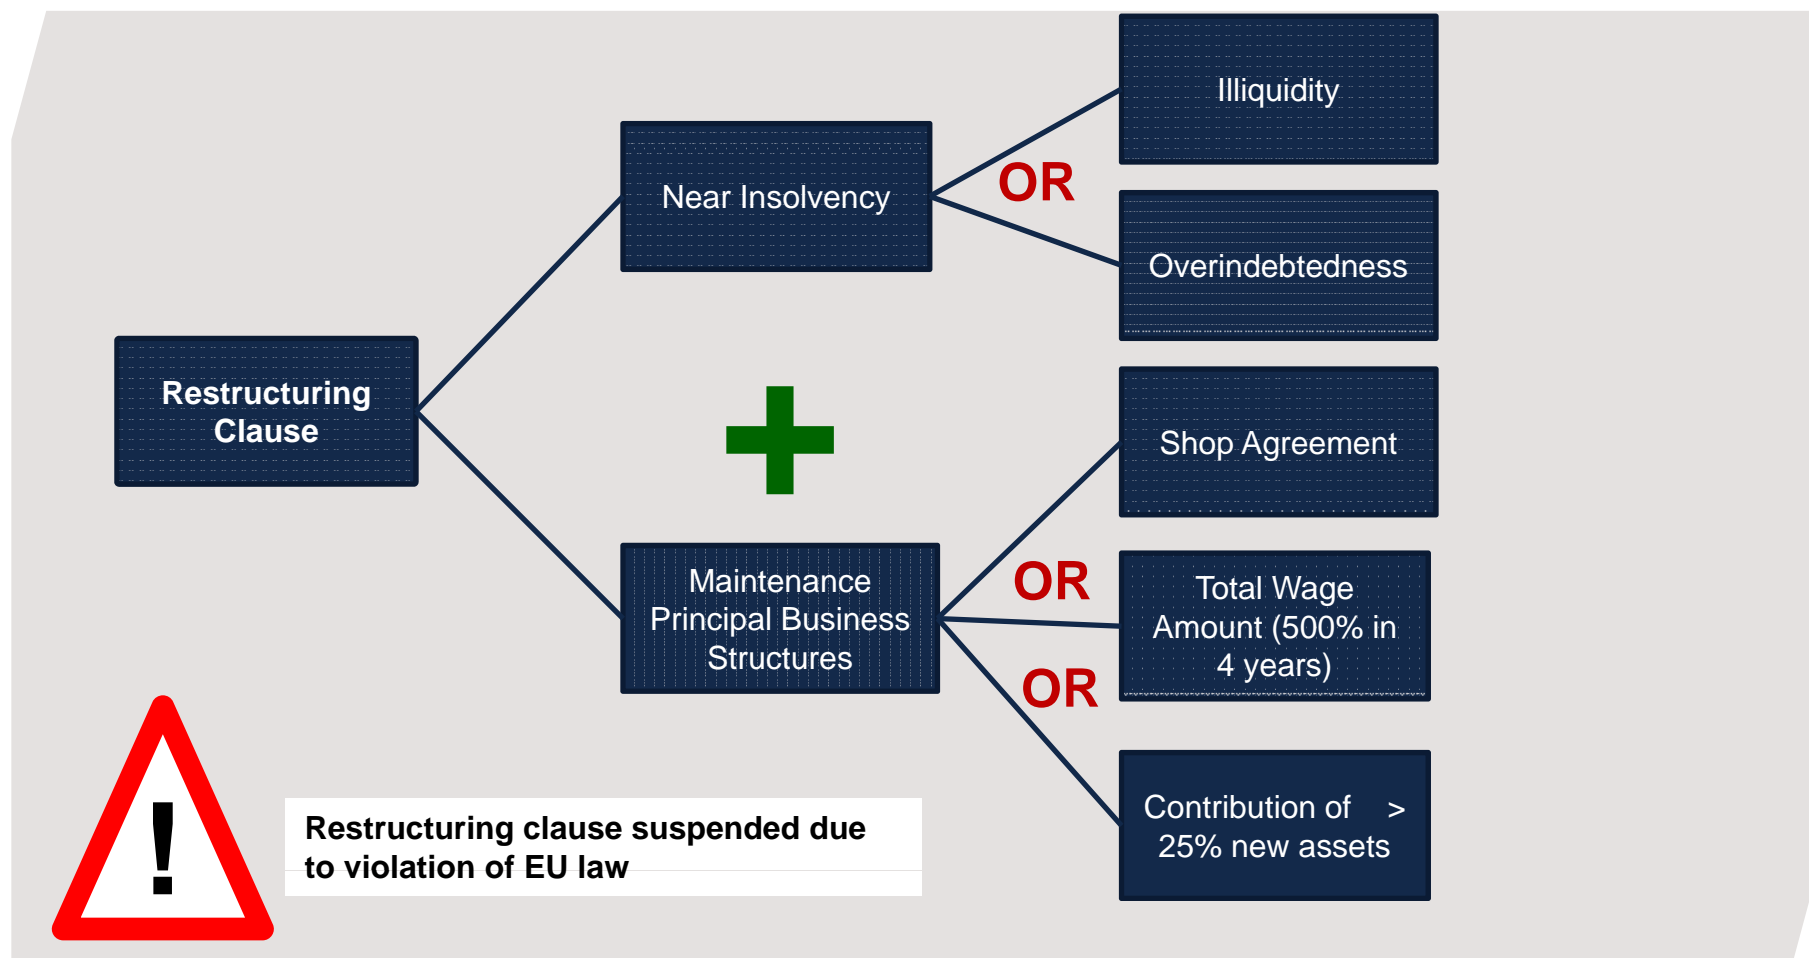 Illiquidity
Near Insolvency
OR
Overindebtedness
Restructuring
Clause
Shop Agreement
Maintenance
Principal Business
Structures
OR
Total Wage
Amount (500% in
4 years)
OR
Contribution of >
25% new assets
!
Restructuring clause suspended due
to violation of EU law